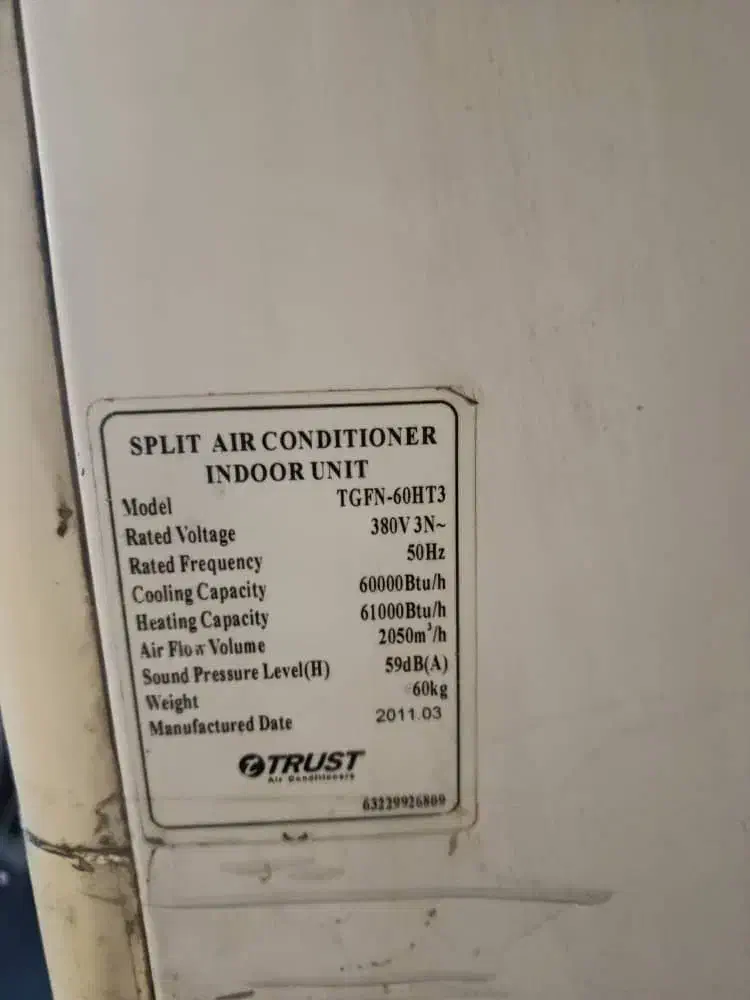 SPLIT AIR CONDITIONER
INDOOR UNIT
Model TGFN-60HT3
Rated Voltage 380V 3N~
Rated Frequency 50Hz
Cooling Capacity 60000Btu/h
Heating Capacity 61000Btu/h
Air Flow Volume 2050m³/h
Sound Pressure Level(H) 59dB(A)
Weight 60kg
Manufactured Date 2011.03
TRUST
Air Conditioners
63229926809